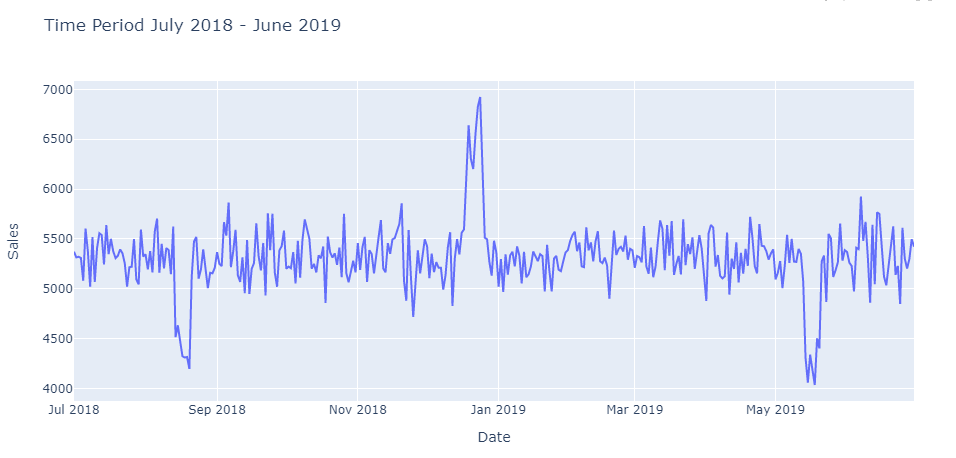 Time Period July 2018 - June 2019
7000
6500
6000
5500
5000
4500
4000
Sales
Jul 2018
Sep 2018
Nov 2018
Jan 2019
Mar 2019
May 2019
Date